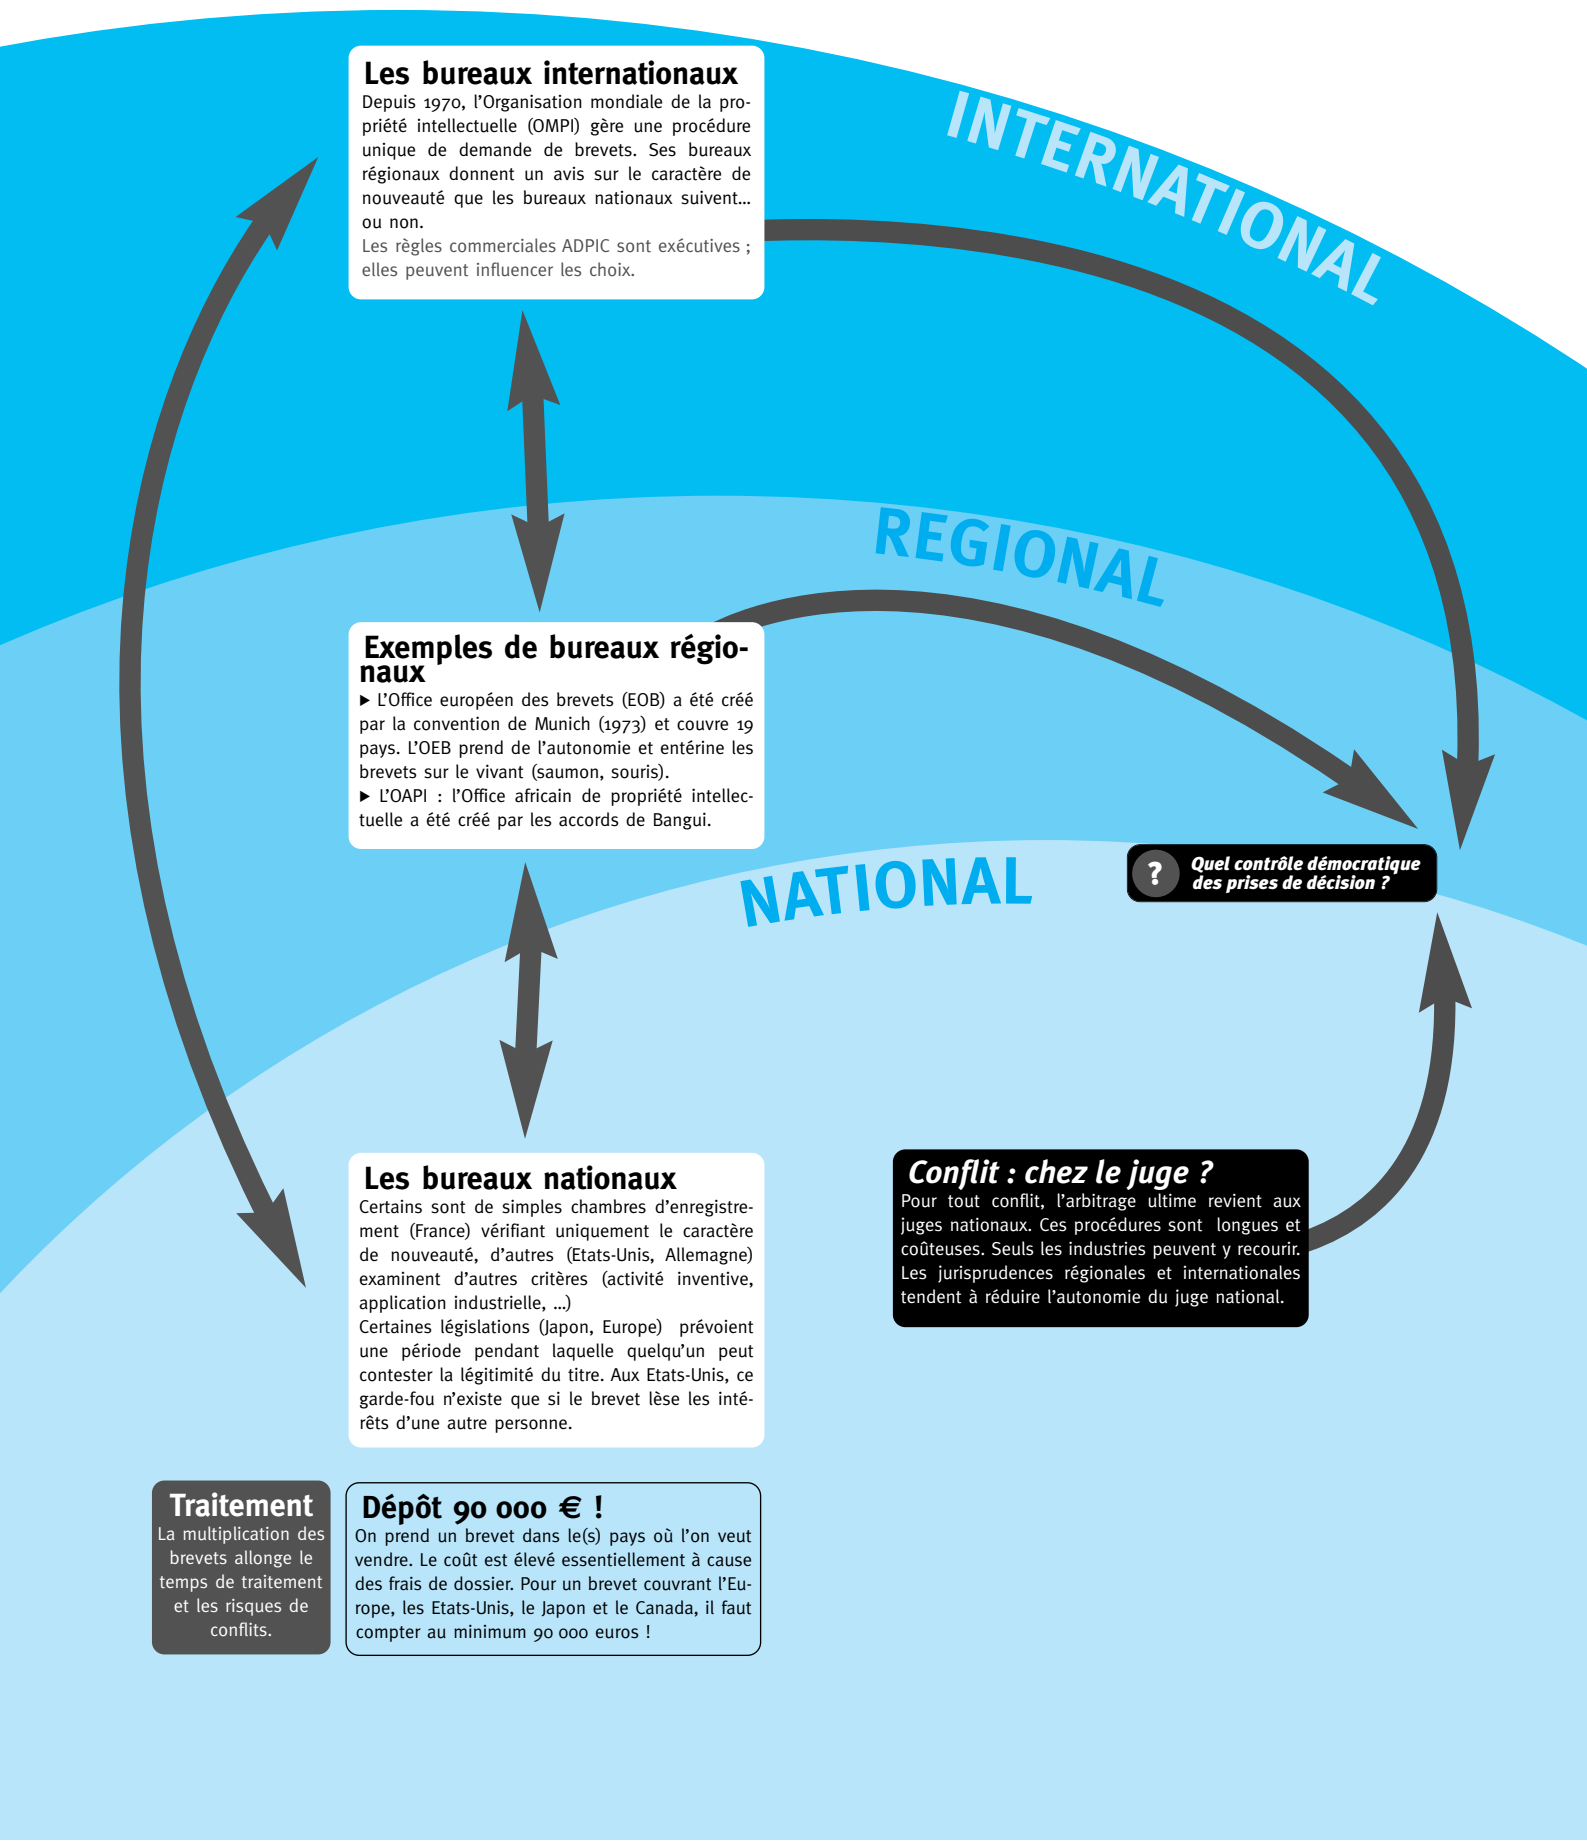 Les bureaux internationaux
Depuis 1970, l'Organisation mondiale de la pro-
priété intellectuelle (OMPI) gère une procédure
unique de demande de brevets. Ses bureaux
régionaux donnent un avis sur le caractère de
nouveauté que les bureaux nationaux suivent...
ou non.
Les règles commerciales ADPIC sont exécutives ;
elles peuvent influencer les choix.
INTERNATIONAL
REGIONAL
Exemples de bureaux régio-
naux
▶ L'Office européen des brevets (EOB) a été créé
par la convention de Munich (1973) et couvre 19
pays. L'OEB prend de l'autonomie et entérine les
brevets sur le vivant (saumon, souris).
▶ L'OAPI : l'Office africain de propriété intellec-
tuelle a été créé par les accords de Bangui.
NATIONAL
? Quel contrôle démocratique
des prises de décision ?
Les bureaux nationaux
Certains sont de simples chambres d'enregistre-
ment (France) vérifiant uniquement le caractère
de nouveauté, d'autres (Etats-Unis, Allemagne)
examinent d'autres critères (activité inventive,
application industrielle, ...)
Certaines législations (Japon, Europe) prévoient
une période pendant laquelle quelqu'un peut
contester la légitimité du titre. Aux Etats-Unis, ce
garde-fou n'existe que si le brevet lèse les inté-
rêts d'une autre personne.
Conflit : chez le juge ?
Pour tout conflit, l'arbitrage ultime revient aux
juges nationaux. Ces procédures sont longues et
coûteuses. Seuls les industries peuvent y recourir.
Les jurisprudences régionales et internationales
tendent à réduire l'autonomie du juge national.
Traitement
La multiplication des
brevets allonge le
temps de traitement
et les risques de
conflits.
Dépôt 90 000 € !
On prend un brevet dans le(s) pays où l'on veut
vendre. Le coût est élevé essentiellement à cause
des frais de dossier. Pour un brevet couvrant l'Eu-
rope, les Etats-Unis, le Japon et le Canada, il faut
compter au minimum 90 000 euros !